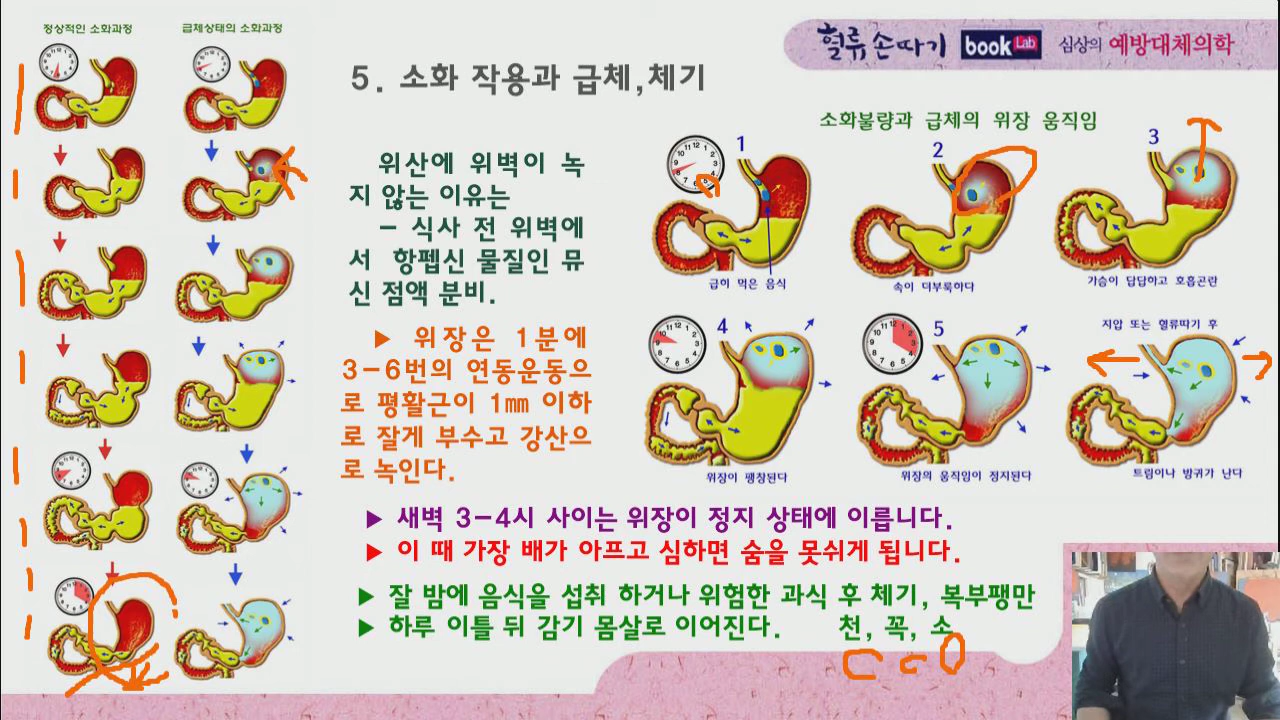 정상적인 소화과정
급체상태의 소화과정
혈류 손따기 book Lab 심상의 예방대체의학
5. 소화 작용과 급체,체기
소화불량과 급체의 위장 움직임
위산에 위벽이 녹
지 않는 이유는
- 식사 전 위벽에
서 항펩신 물질인 뮤
신 점액 분비.
▶ 위장은 1분에
3-6번의 연동운동으
로 평활근이 1㎜ 이하
로 잘게 부수고 강산으
로 녹인다.
1
급히 먹은 음식
2
속이 더부룩하다
3
가슴이 답답하고 호흡곤란
4
위장이 팽창된다
5
위장의 움직임이 정지된다
지압 또는 혈류따기 후
트림이나 방귀가 난다
▶ 새벽 3-4시 사이는 위장이 정지 상태에 이릅니다.
▶ 이 때 가장 배가 아프고 심하면 숨을 못쉬게 됩니다.
▶ 잘 밤에 음식을 섭취 하거나 위험한 과식 후 체기, 복부팽만
▶ 하루 이틀 뒤 감기 몸살로 이어진다. 천, 꼭, 소